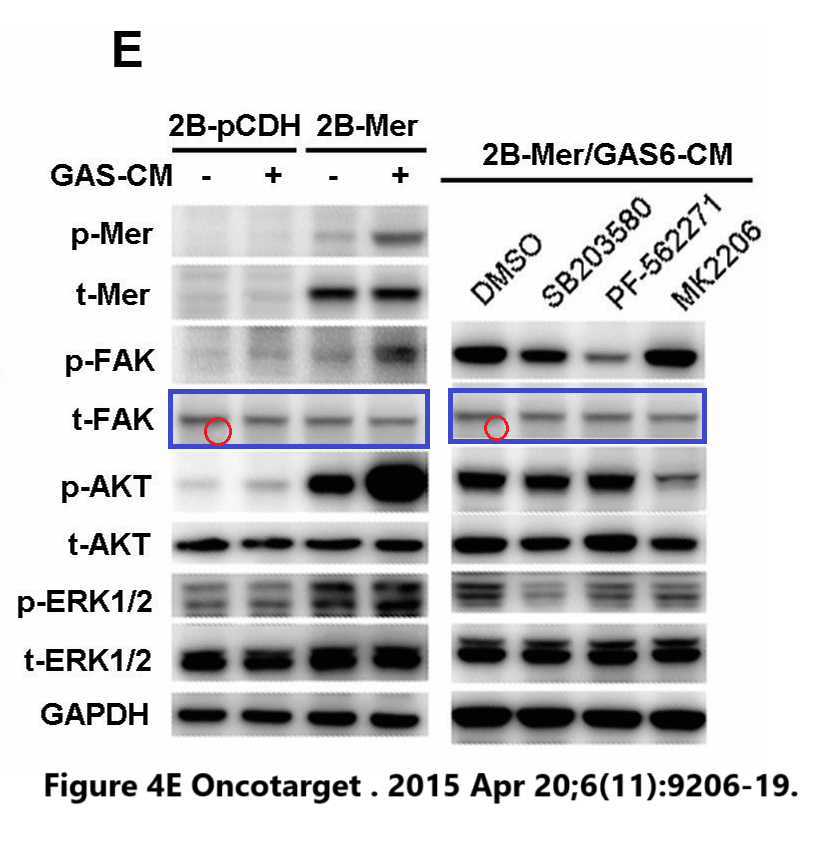 E
2B-pCDH 2B-Mer
2B-Mer/GAS6-CM
GAS-CM - + - +
DMSO SB203580 PF-562271 MK2206
p-Mer
t-Mer
p-FAK
t-FAK
p-AKT
t-AKT
p-ERK1/2
t-ERK1/2
GAPDH
Figure 4E Oncotarget . 2015 Apr 20;6(11):9206-19.